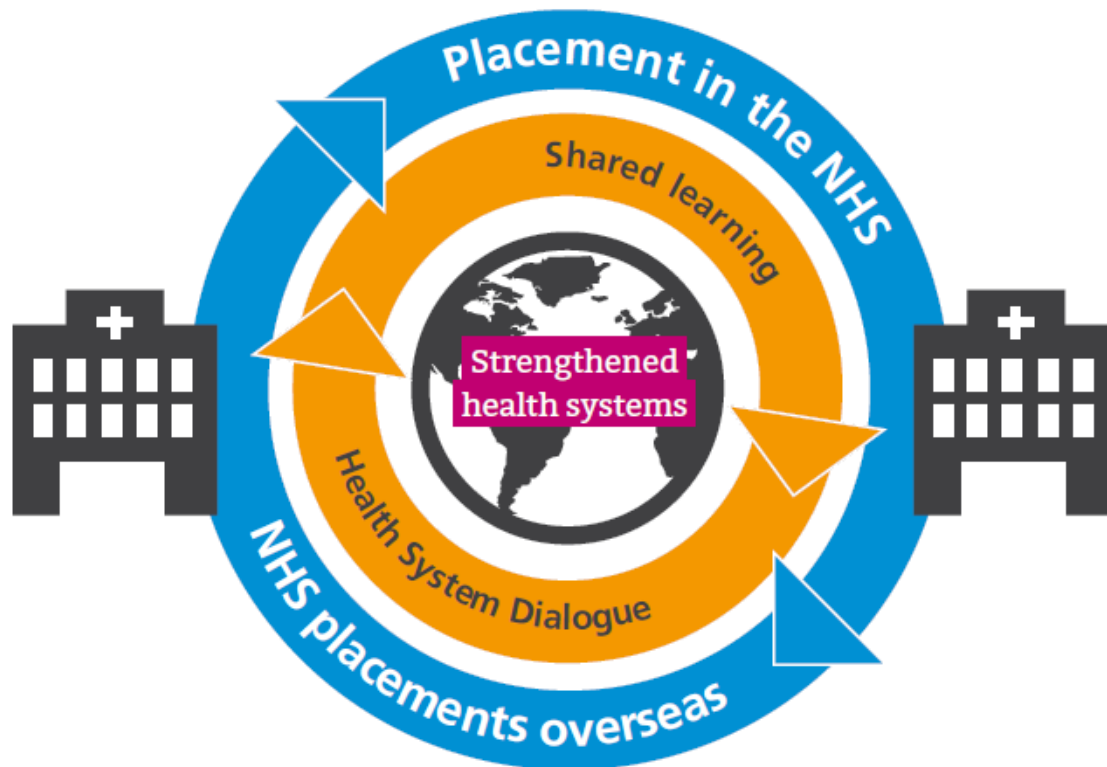 Placement in the NHS
Shared learning
Strengthened
health systems
Health System Dialogue
NHS placements overseas